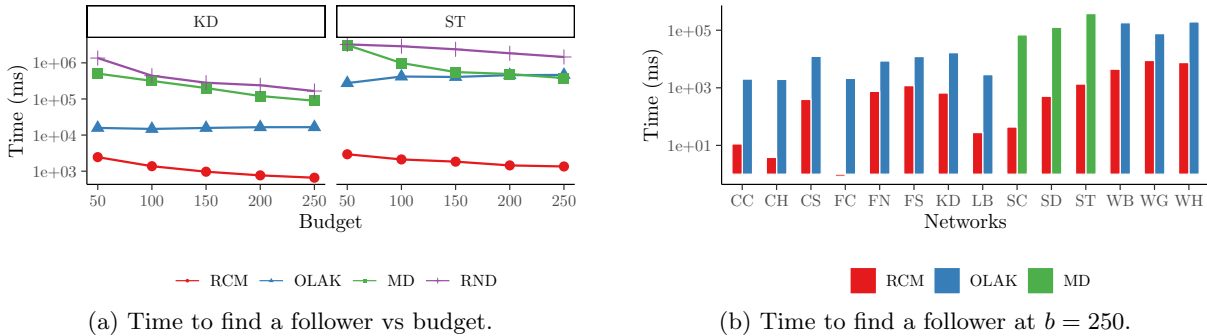 KD ST
Time (ms)
1e+06
1e+05
1e+04
1e+03
50 100 150 200 250 50 100 150 200 250
Budget
RCM OLAK MD RND
(a) Time to find a follower vs budget.
Time (ms)
1e+05
1e+03
1e+01
CC CH CS FC FN FS KD LB SC SD ST WB WG WH
Networks
RCM OLAK MD
(b) Time to find a follower at b = 250.